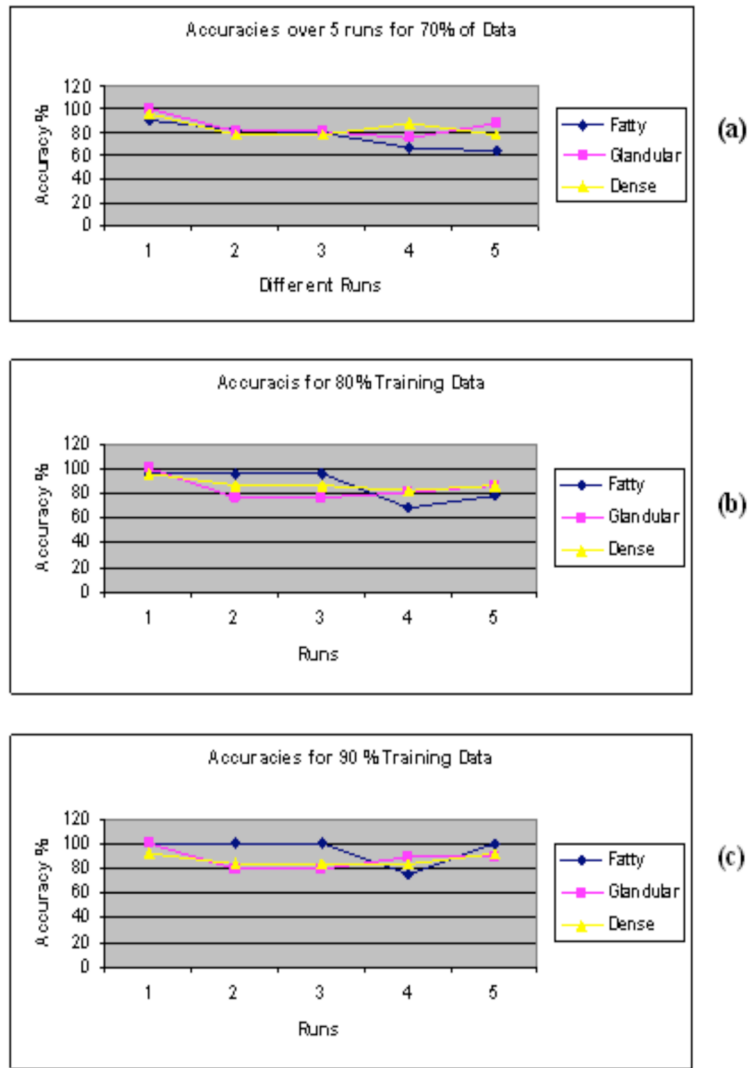 Accuracies over 5 runs for 70% of Data
120
100
80
60
40
20
0
Accuracy %
1 2 3 4 5
Different Runs
Fatty
Glandular
Dense
(a)
Accuracis for 80% Training Data
120
100
80
60
40
20
0
Accuracy %
1 2 3 4 5
Runs
Fatty
Glandular
Dense
(b)
Accuracies for 90 % Training Data
120
100
80
60
40
20
0
Accuracy %
1 2 3 4 5
Runs
Fatty
Glandular
Dense
(c)